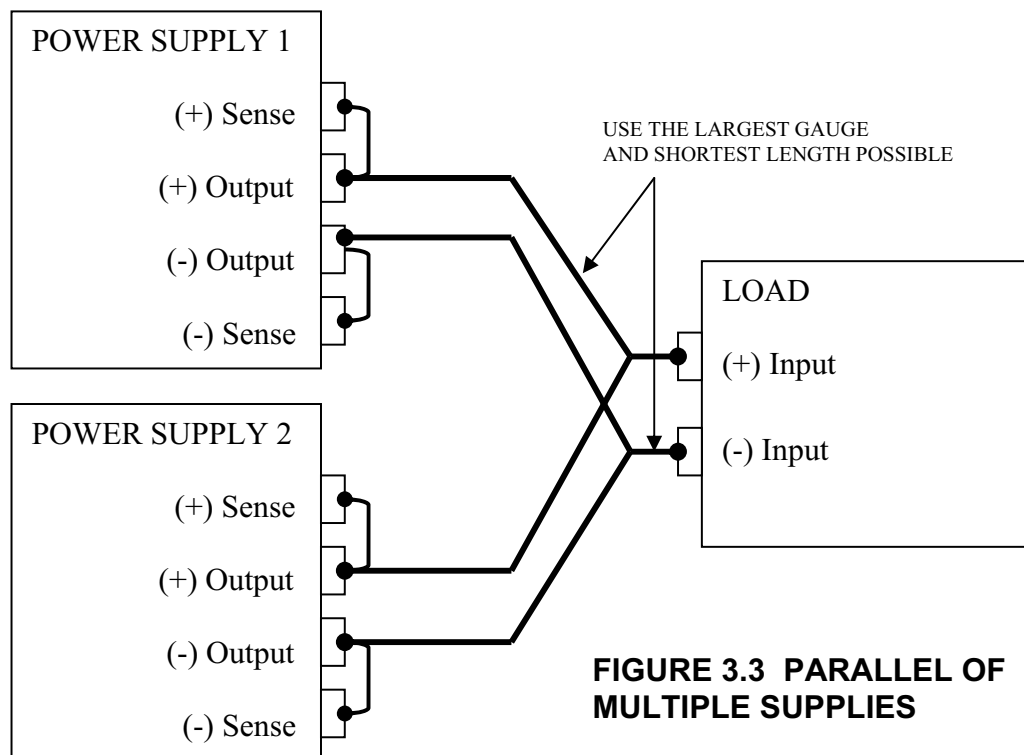 POWER SUPPLY 1
(+) Sense
(+) Output
(-) Output
(-) Sense
USE THE LARGEST GAUGE
AND SHORTEST LENGTH POSSIBLE
LOAD
(+) Input
(-) Input
POWER SUPPLY 2
(+) Sense
(+) Output
(-) Output
(-) Sense
FIGURE 3.3 PARALLEL OF
MULTIPLE SUPPLIES